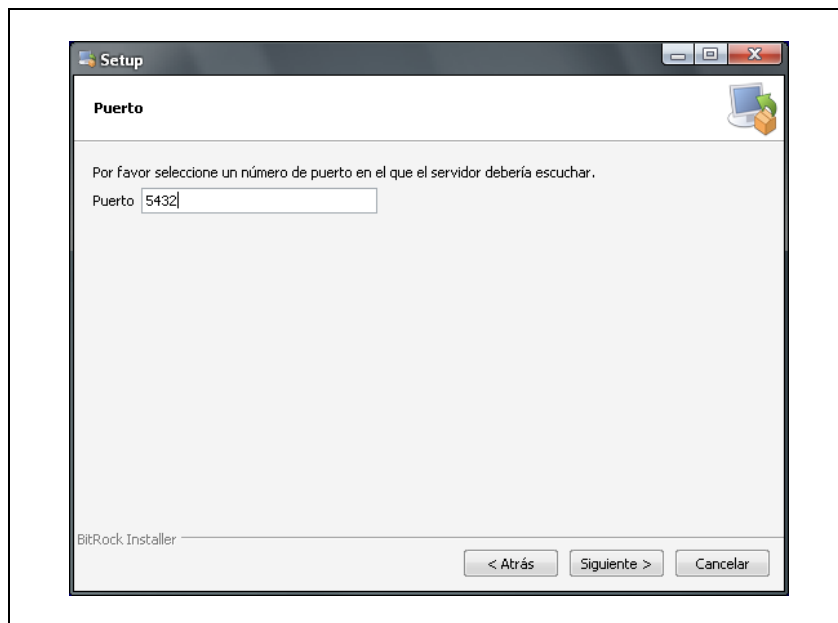 Setup
Puerto
Por favor seleccione un número de puerto en el que el servidor debería escuchar.
Puerto 5432
BitRock Installer
< Atrás Siguiente > Cancelar